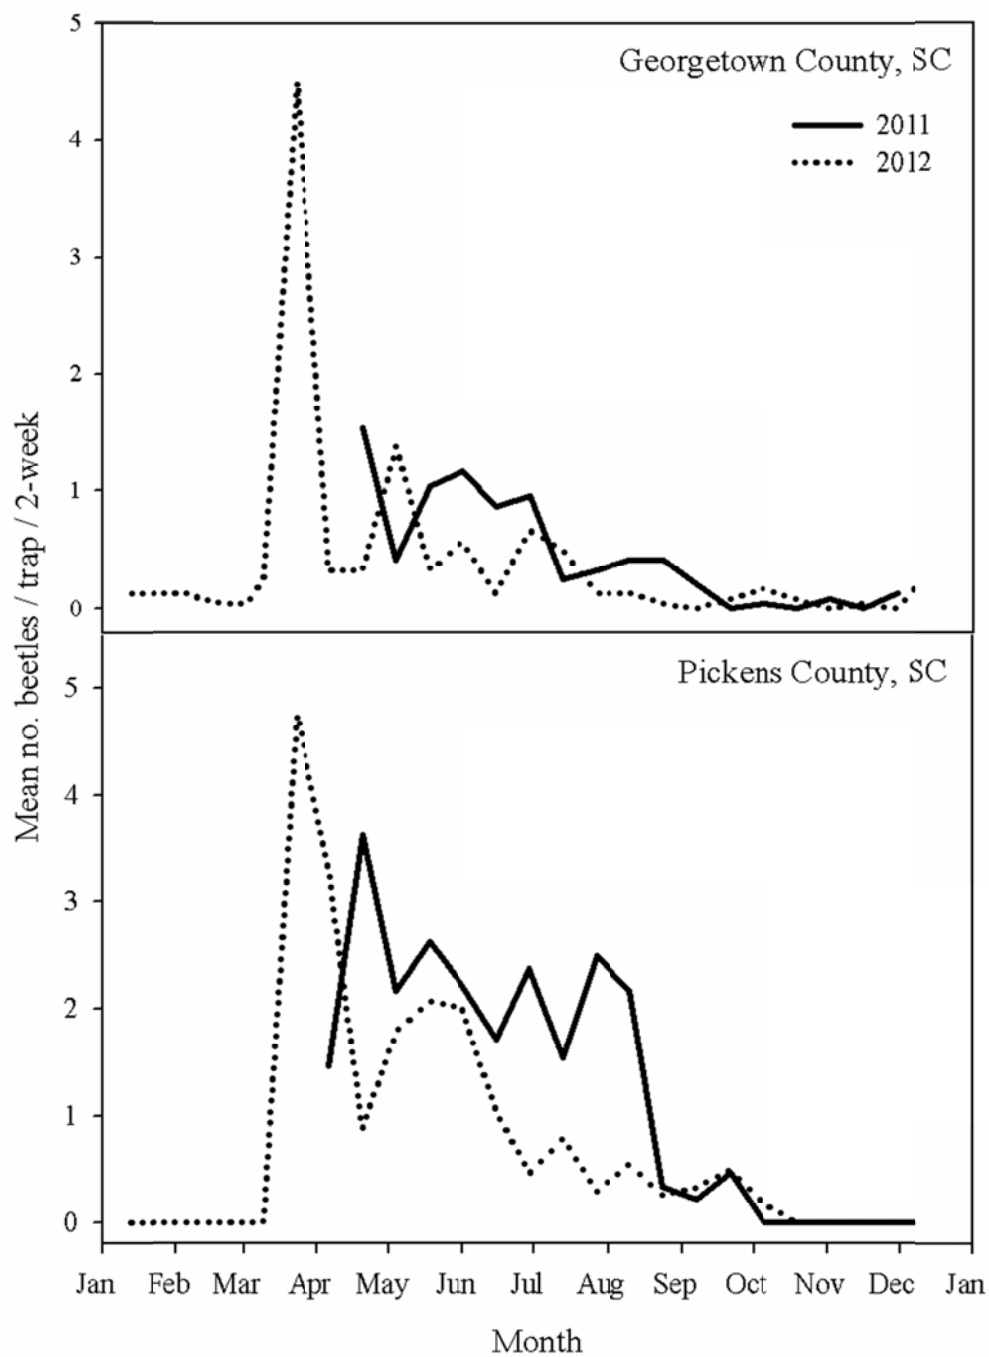 5
Georgetown County, SC
2011
4
2012
3
2
1
0
Mean no. beetles / trap / 2-week
Pickens County, SC
5
4
3
2
1
0
Jan Feb Mar Apr May Jun Jul Aug Sep Oct Nov Dec Jan
Month